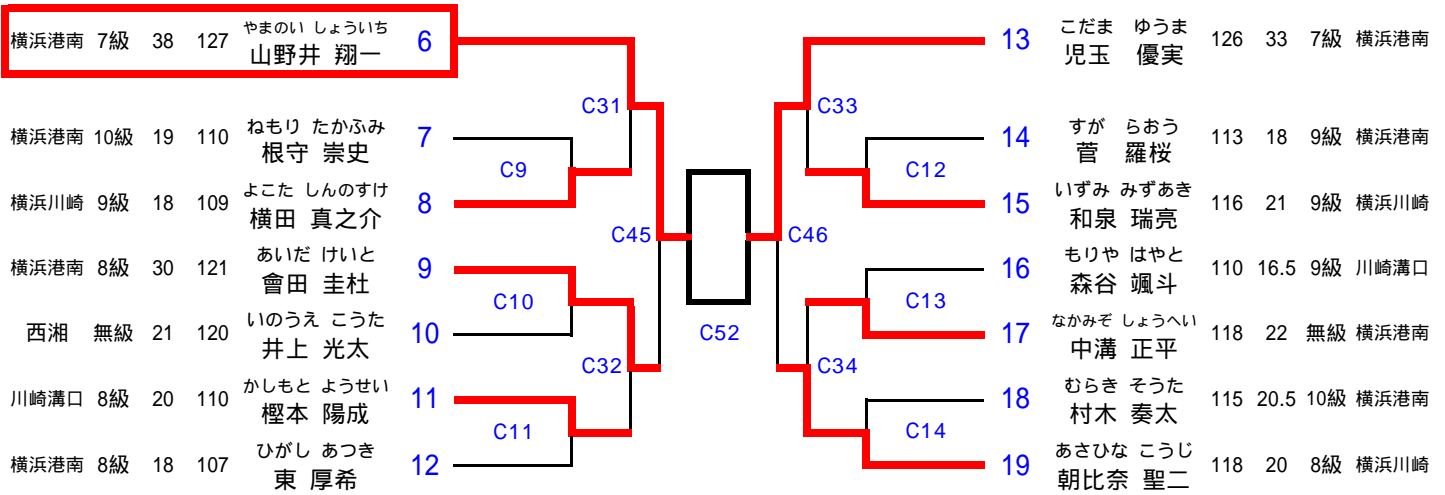 横浜港南 7級 38 127 やまのい しょういち 山野井 翔一 6
横浜港南 10級 19 110 ねもり たかふみ 根守 崇史 7
横浜川崎 9級 18 109 よこた しんのすけ 横田 真之介 8
横浜港南 8級 30 121 あいだ けいと 會田 圭杜 9
西湘 無級 21 120 いのうえ こうた 井上 光太 10
川崎溝口 8級 20 110 かしもと ようせい 樫本 陽成 11
横浜港南 8級 18 107 ひがし あつき 東 厚希 12
C31
C9
C45
C10
C32
C11
C52
C33
C12
C46
C13
C34
C14
13 こだま ゆうま 児玉 優実 126 33 7級 横浜港南
14 すが らおう 菅 羅桜 113 18 9級 横浜港南
15 いずみ みずあき 和泉 瑞亮 116 21 9級 横浜川崎
16 もりや はやと 森谷 颯斗 110 16.5 9級 川崎溝口
17 なかみぞ しょうへい 中溝 正平 118 22 無級 横浜港南
18 むらき そうた 村木 奏太 115 20.5 10級 横浜港南
19 あさひな こうじ 朝比奈 聖二 118 20 8級 横浜川崎